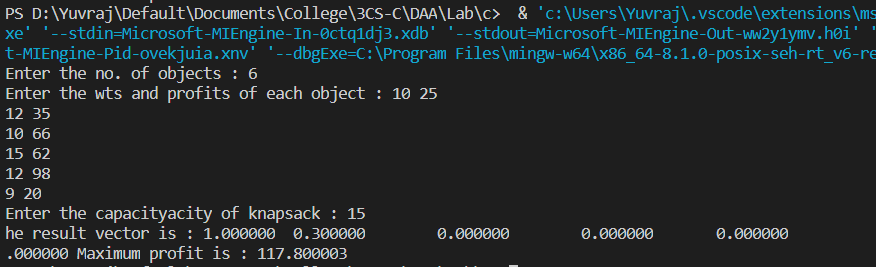 PS D:\Yuvraj\Default\Documents\College\3CS-C\DAA\Lab\c>  & 'c:\Users\Yuvraj\.vscode\extensions\ms
xe' '--stdin=Microsoft-MIEngine-In-0ctq1dj3.xdb' '--stdout=Microsoft-MIEngine-Out-ww2y1ymv.h0i' '
t-MIEngine-Pid-ovekjuia.xnv' '--dbgExe=C:\Program Files\mingw-w64\x86_64-8.1.0-posix-seh-rt_v6-re
Enter the no. of objects : 6
Enter the wts and profits of each object : 10 25
12 35
10 66
15 62
12 98
9 20
Enter the capacityacity of knapsack : 15
he result vector is : 1.000000  0.300000        0.000000        0.000000        0.000000
.000000 Maximum profit is : 117.800003